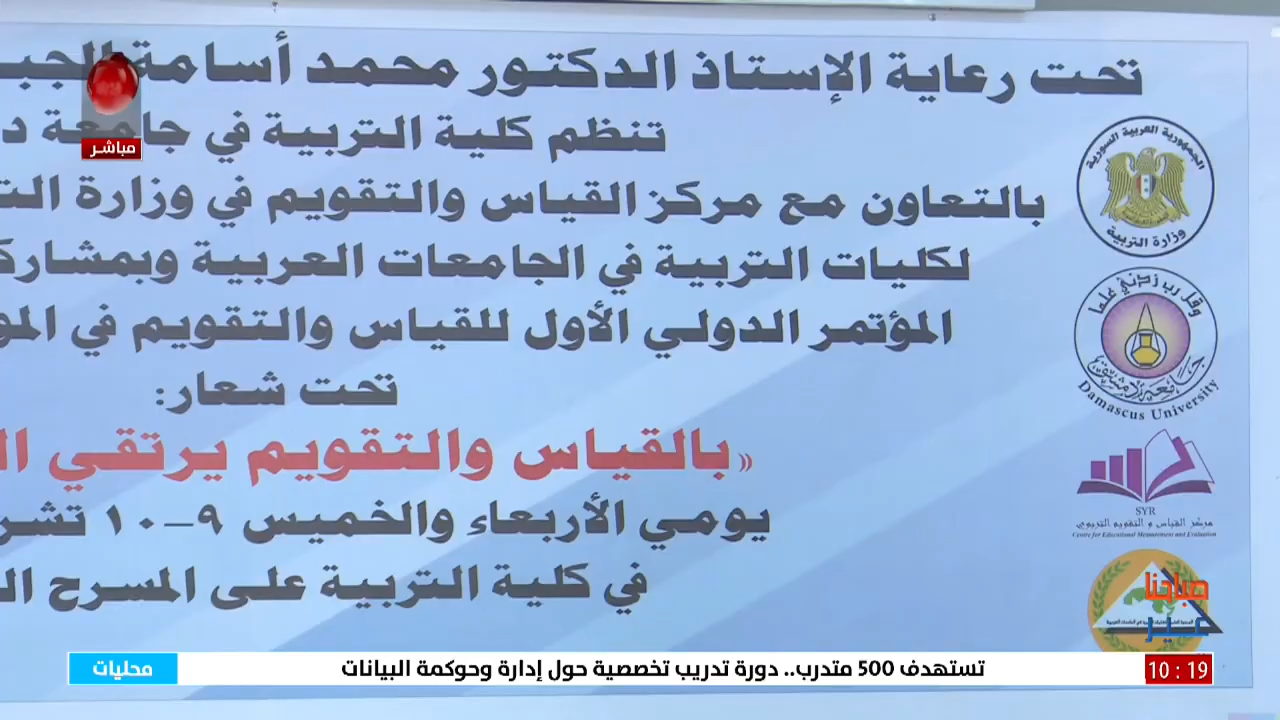 تحت رعاية الإستاذ الدكتور محمد أسامة
تنظم كلية التربية في جامعة
بالتعاون مع مركز القياس والتقويم في وزارة
لكليات التربية في الجامعات العربية
المؤتمر الدولي الأول للقياس والتقويم في
تحت شعار:
«بالقياس والتقويم يرتقي
يومي الأربعاء والخميس ٩-١٠
في كلية التربية على المسرح
مباشر
الجمهورية العربية السورية
وزارة التربية
وقل رب زدني علما
جامعة دمشق
Damascus University
SYR
مركز القياس و التقويم التربوي
Centre for Educational Measurement and Evaluation
صباحنا
غير
محليات
تستهدف 500 متدرب.. دورة تدريب تخصصية حول إدارة وحوكمة البيانات
10 : 19